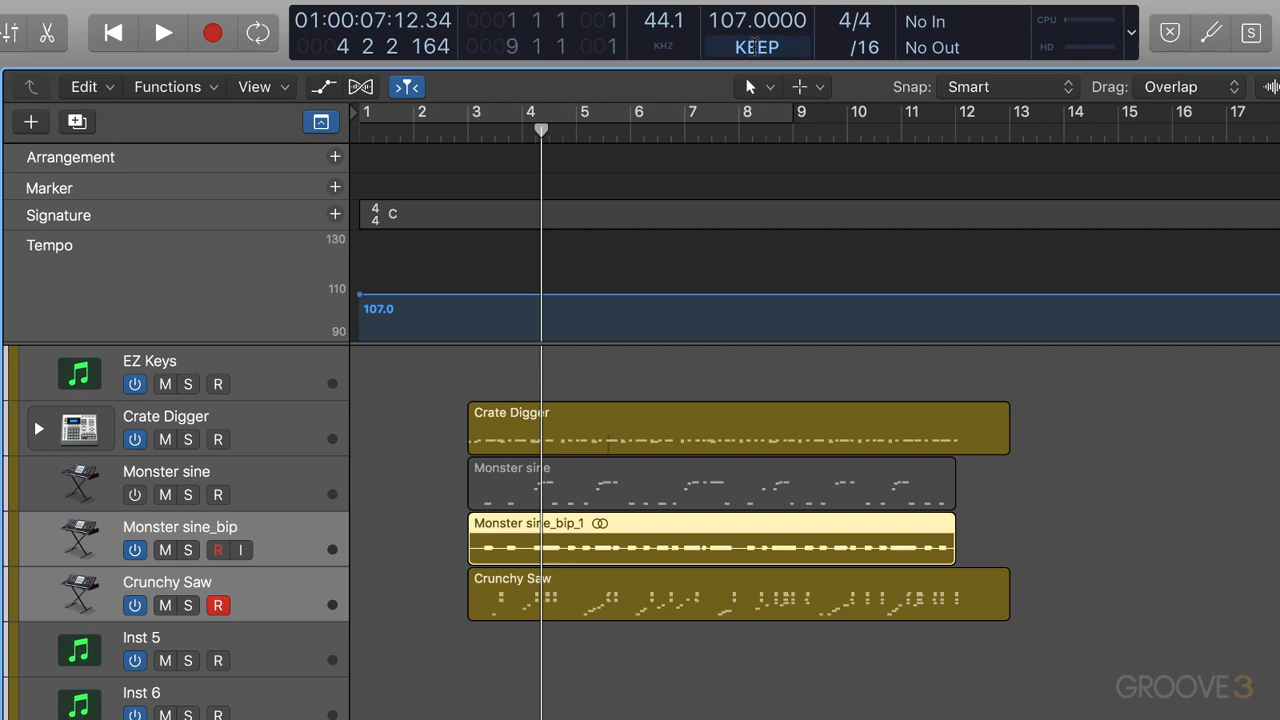 01:00:07:12.34 0001 1 1 001 44.1 107.0000 4/4 No In CPU
0004 2 2 164 0009 1 1 001 KHZ KEEP /16 No Out HD
S
Edit Functions View Snap: Smart Drag: Overlap
1 2 3 4 5 6 7 8 9 10 11 12 13 14 15 16 17
Arrangement
Marker
Signature 4 4 C
Tempo 130
110
107.0
90
EZ Keys
M S R
Crate Digger Crate Digger
M S R
Monster sine Monster sine
M S R
Monster sine_bip Monster sine_bip_1
M S R I
Crunchy Saw Crunchy Saw
M S R
Inst 5
M S R
Inst 6
M S R
GROOVE3